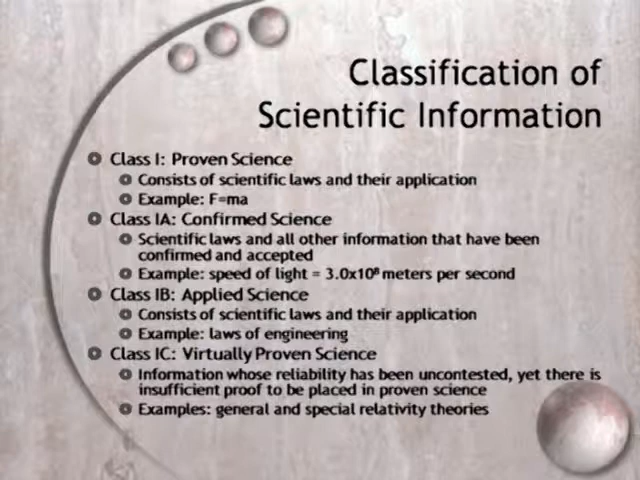 Classification of
Scientific Information
Class I: Proven Science
Consists of scientific laws and their application
Example: F=ma
Class IA: Confirmed Science
Scientific laws and all other information that have been
confirmed and accepted
Example: speed of light = 3.0x10⁸ meters per second
Class IB: Applied Science
Consists of scientific laws and their application
Example: laws of engineering
Class IC: Virtually Proven Science
Information whose reliability has been uncontested, yet there is
insufficient proof to be placed in proven science
Examples: general and special relativity theories